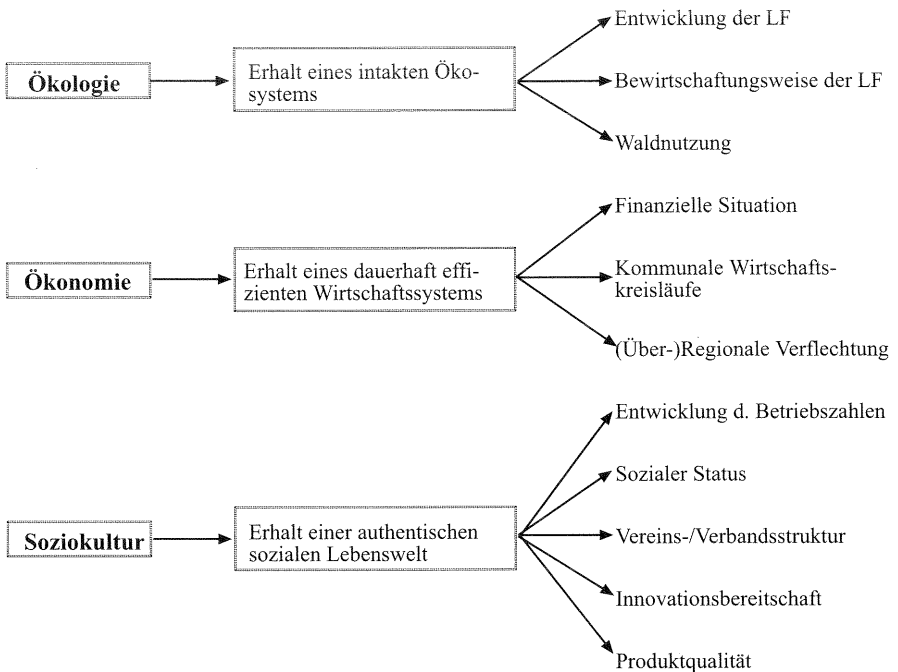 Ökologie
Erhalt eines intakten Öko-
systems
Entwicklung der LF
Bewirtschaftungsweise der LF
Waldnutzung
Ökonomie
Erhalt eines dauerhaft effi-
zienten Wirtschaftssystems
Finanzielle Situation
Kommunale Wirtschafts-
kreisläufe
(Über-)Regionale Verflechtung
Soziokultur
Erhalt einer authentischen
sozialen Lebenswelt
Entwicklung d. Betriebszahlen
Sozialer Status
Vereins-/Verbandsstruktur
Innovationsbereitschaft
Produktqualität